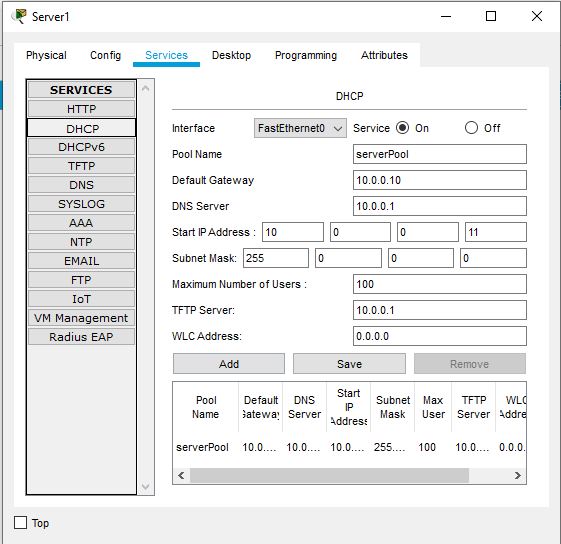 Server1
Physical Config Services Desktop Programming Attributes
SERVICES
HTTP
DHCP
DHCPv6
TFTP
DNS
SYSLOG
AAA
NTP
EMAIL
FTP
IoT
VM Management
Radius EAP
DHCP
Interface FastEthernet0 Service On Off
Pool Name serverPool
Default Gateway 10.0.0.10
DNS Server 10.0.0.1
Start IP Address : 10 0 0 11
Subnet Mask: 255 0 0 0
Maximum Number of Users : 100
TFTP Server: 10.0.0.1
WLC Address: 0.0.0.0
Add Save Remove
Pool Name Default Gateway DNS Server Start IP Address Subnet Mask Max User TFTP Server WLC Addre
serverPool 10.0.... 10.0.... 10.0.... 255.... 100 10.0.... 0.0.0.
Top